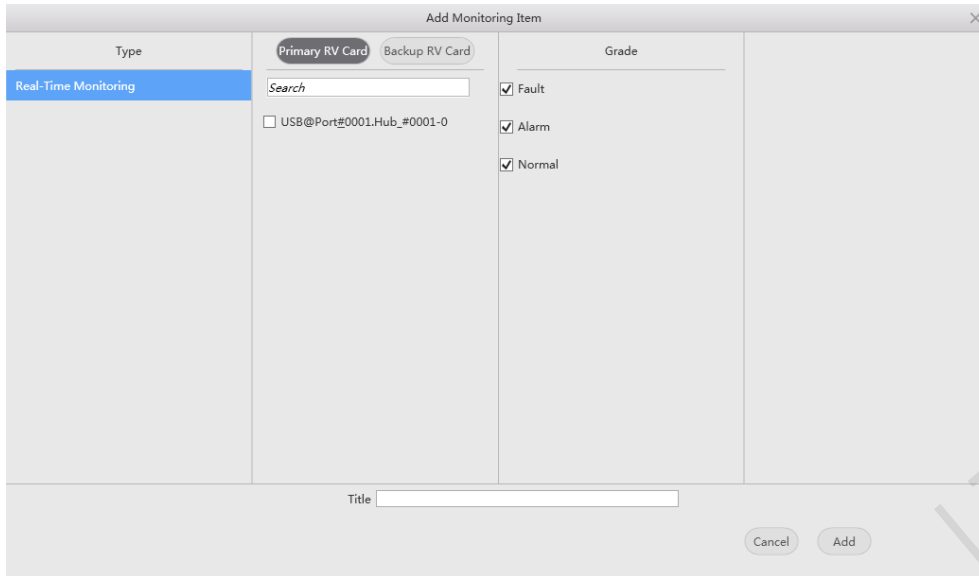 Add Monitoring Item
Type
Primary RV Card
Backup RV Card
Grade
Real-Time Monitoring
Search
Fault
USB@Port#0001.Hub_#0001-0
Alarm
Normal
Title
Cancel
Add